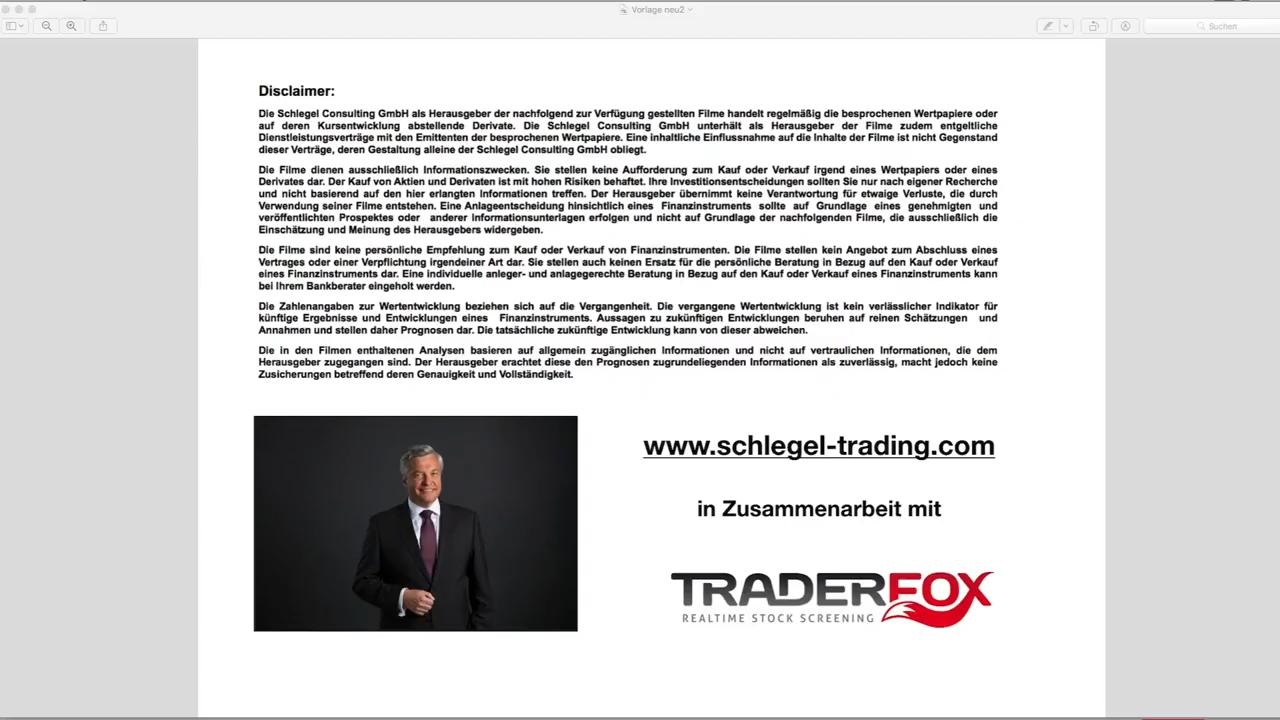 Vorlage neu2
Suchen
Disclaimer:
Die Schlegel Consulting GmbH als Herausgeber der nachfolgend zur Verfügung gestellten Filme handelt regelmäßig die besprochenen Wertpapiere oder
auf deren Kursentwicklung abstellende Derivate. Die Schlegel Consulting GmbH unterhält als Herausgeber der Filme zudem entgeltliche
Dienstleistungsverträge mit den Emittenten der besprochenen Wertpapiere. Eine inhaltliche Einflussnahme auf die Inhalte der Filme ist nicht Gegenstand
dieser Verträge, deren Gestaltung alleine der Schlegel Consulting GmbH obliegt.
Die Filme dienen ausschließlich Informationszwecken. Sie stellen keine Aufforderung zum Kauf oder Verkauf irgend eines Wertpapiers oder eines
Derivates dar. Der Kauf von Aktien und Derivaten ist mit hohen Risiken behaftet. Ihre Investitionsentscheidungen sollten Sie nur nach eigener Recherche
und nicht basierend auf den hier erlangten Informationen treffen. Der Herausgeber übernimmt keine Verantwortung für etwaige Verluste, die durch
Verwendung seiner Filme entstehen. Eine Anlageentscheidung hinsichtlich eines Finanzinstruments sollte auf Grundlage eines genehmigten und
veröffentlichten Prospektes oder anderer Informationsunterlagen erfolgen und nicht auf Grundlage der nachfolgenden Filme, die ausschließlich die
Einschätzung und Meinung des Herausgebers widergeben.
Die Filme sind keine persönliche Empfehlung zum Kauf oder Verkauf von Finanzinstrumenten. Die Filme stellen kein Angebot zum Abschluss eines
Vertrages oder einer Verpflichtung irgendeiner Art dar. Sie stellen auch keinen Ersatz für die persönliche Beratung in Bezug auf den Kauf oder Verkauf
eines Finanzinstruments dar. Eine individuelle anleger- und anlagegerechte Beratung in Bezug auf den Kauf oder Verkauf eines Finanzinstruments kann
bei Ihrem Bankberater eingeholt werden.
Die Zahlenangaben zur Wertentwicklung beziehen sich auf die Vergangenheit. Die vergangene Wertentwicklung ist kein verlässlicher Indikator für
künftige Ergebnisse und Entwicklungen eines Finanzinstruments. Aussagen zu zukünftigen Entwicklungen beruhen auf reinen Schätzungen und
Annahmen und stellen daher Prognosen dar. Die tatsächliche zukünftige Entwicklung kann von dieser abweichen.
Die in den Filmen enthaltenen Analysen basieren auf allgemein zugänglichen Informationen und nicht auf vertraulichen Informationen, die dem
Herausgeber zugegangen sind. Der Herausgeber erachtet diese den Prognosen zugrundeliegenden Informationen als zuverlässig, macht jedoch keine
Zusicherungen betreffend deren Genauigkeit und Vollständigkeit.
www.schlegel-trading.com
in Zusammenarbeit mit
TRADERFOX
REALTIME STOCK SCREENING